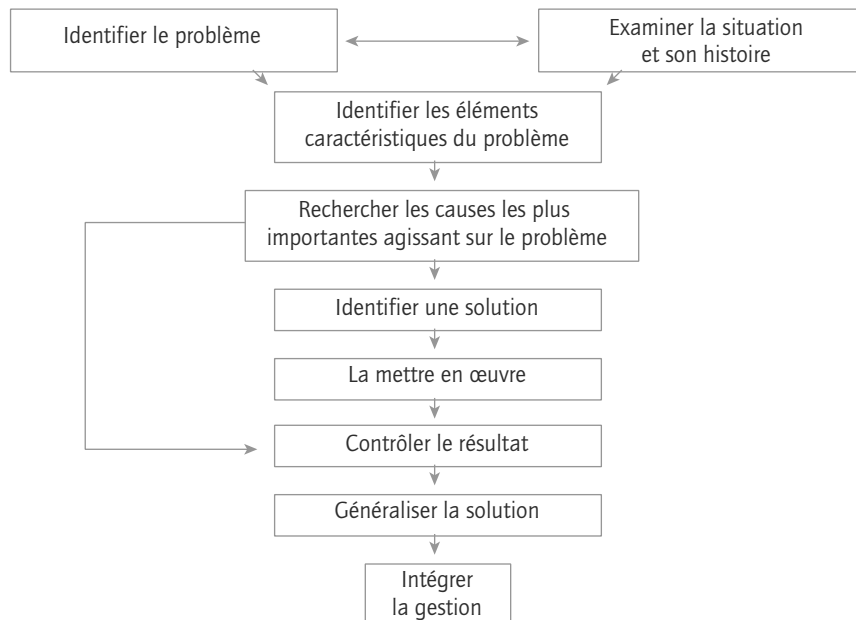 Identifier le problème
Examiner la situation
et son histoire
Identifier les éléments
caractéristiques du problème
Rechercher les causes les plus
importantes agissant sur le problème
Identifier une solution
La mettre en œuvre
Contrôler le résultat
Généraliser la solution
Intégrer
la gestion